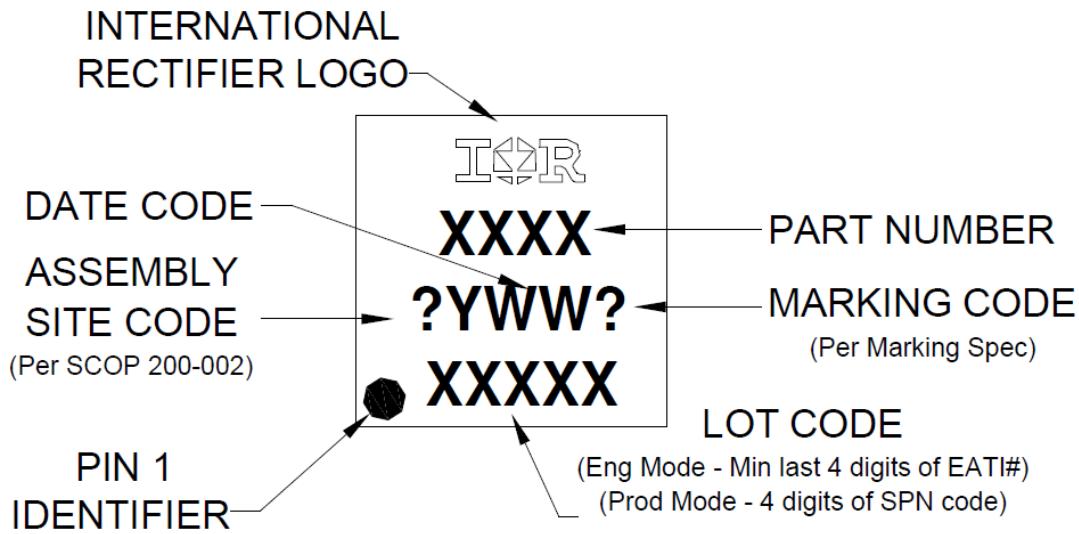 INTERNATIONAL
RECTIFIER LOGO
IOR
DATE CODE
XXXX
PART NUMBER
ASSEMBLY
SITE CODE
(Per SCOP 200-002)
?YWW?
MARKING CODE
(Per Marking Spec)
XXXXX
LOT CODE
(Eng Mode - Min last 4 digits of EATI#)
(Prod Mode - 4 digits of SPN code)
PIN 1
IDENTIFIER